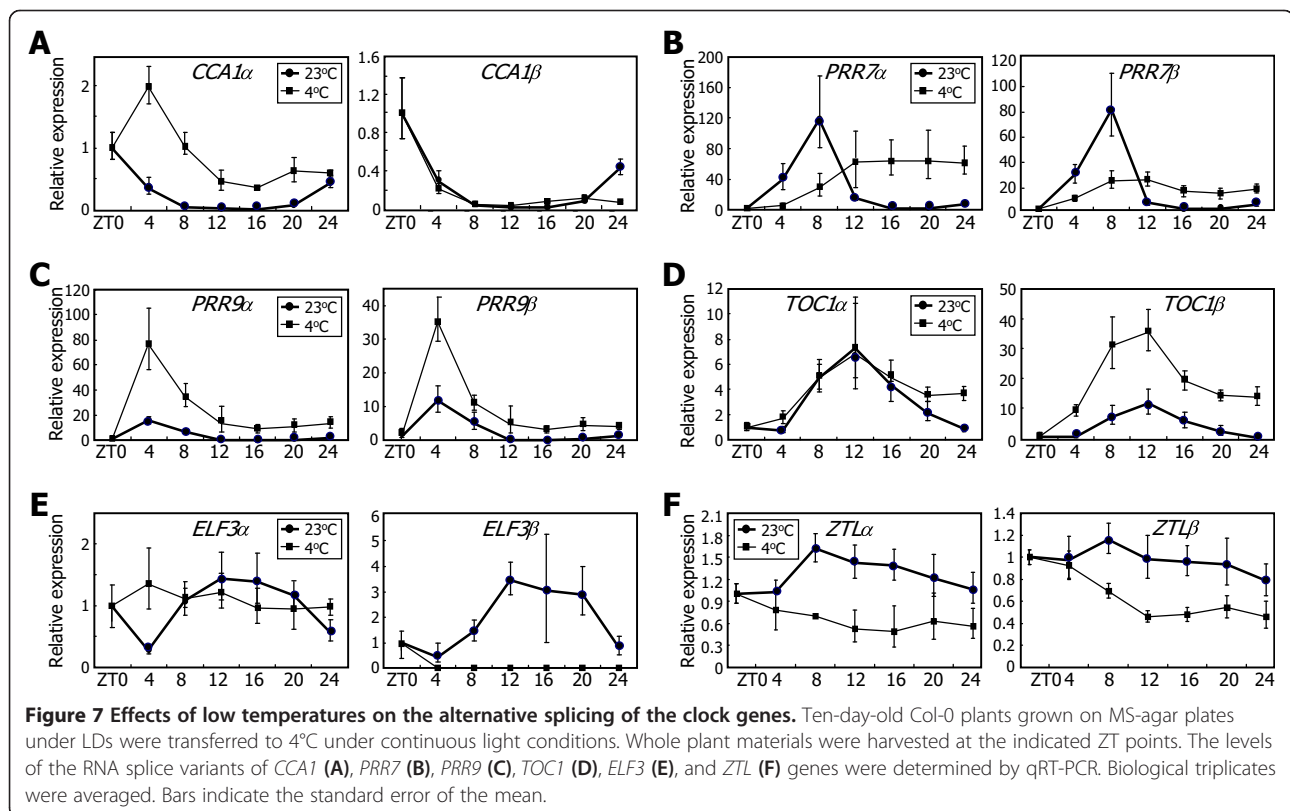 A
Relative expression
CCA1α
23ºC
4ºC
2
1
0
ZT0 4 8 12 16 20 24
CCA1β
1.6
1.2
0.8
0.4
0
ZT0 4 8 12 16 20 24
B
Relative expression
PRR7α
23ºC
4ºC
200
160
120
80
40
0
ZT0 4 8 12 16 20 24
PRR7β
120
100
80
60
40
20
0
ZT0 4 8 12 16 20 24
C
Relative expression
PRR9α
23ºC
4ºC
120
100
80
60
40
20
0
ZT0 4 8 12 16 20 24
PRR9β
40
30
20
10
0
ZT0 4 8 12 16 20 24
D
Relative expression
TOC1α
23ºC
4ºC
12
10
8
6
4
2
0
ZT0 4 8 12 16 20 24
TOC1β
50
40
30
20
10
0
ZT0 4 8 12 16 20 24
E
Relative expression
ELF3α
23ºC
4ºC
2
1
0
ZT0 4 8 12 16 20 24
ELF3β
6
5
4
3
2
1
0
ZT0 4 8 12 16 20 24
F
Relative expression
ZTLα
23ºC
4ºC
2.1
1.8
1.5
1.2
0.9
0.6
0.3
0
ZT0 4 8 12 16 20 24
ZTLβ
1.4
1.2
1
0.8
0.6
0.4
0.2
0
ZT0 4 8 12 16 20 24
Figure 7 Effects of low temperatures on the alternative splicing of the clock genes. Ten-day-old Col-0 plants grown on MS-agar plates
under LDs were transferred to 4°C under continuous light conditions. Whole plant materials were harvested at the indicated ZT points. The levels
of the RNA splice variants of CCA1 (A), PRR7 (B), PRR9 (C), TOC1 (D), ELF3 (E), and ZTL (F) genes were determined by qRT-PCR. Biological triplicates
were averaged. Bars indicate the standard error of the mean.